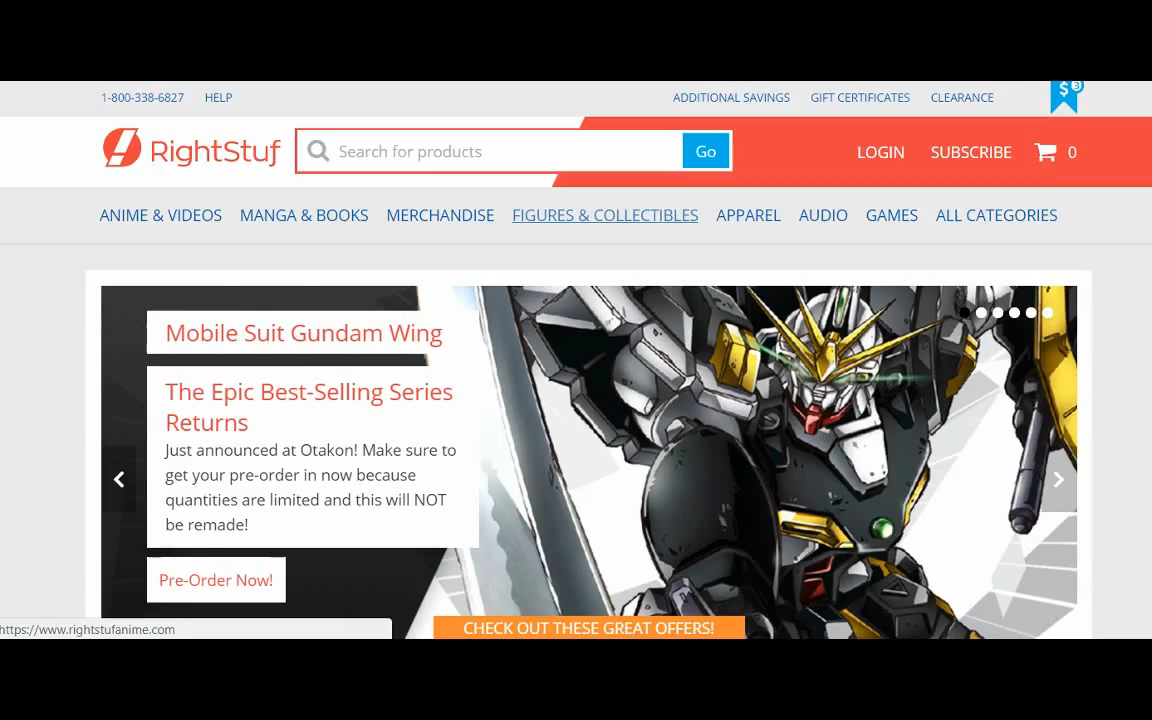 1-800-338-6827 HELP ADDITIONAL SAVINGS GIFT CERTIFICATES CLEARANCE $ 3
RightStuf Search for products Go LOGIN SUBSCRIBE 0
ANIME & VIDEOS MANGA & BOOKS MERCHANDISE FIGURES & COLLECTIBLES APPAREL AUDIO GAMES ALL CATEGORIES
Mobile Suit Gundam Wing
The Epic Best-Selling Series
Returns
Just announced at Otakon! Make sure to
get your pre-order in now because
quantities are limited and this will NOT
be remade!
Pre-Order Now!
https://www.rightstufanime.com
CHECK OUT THESE GREAT OFFERS!